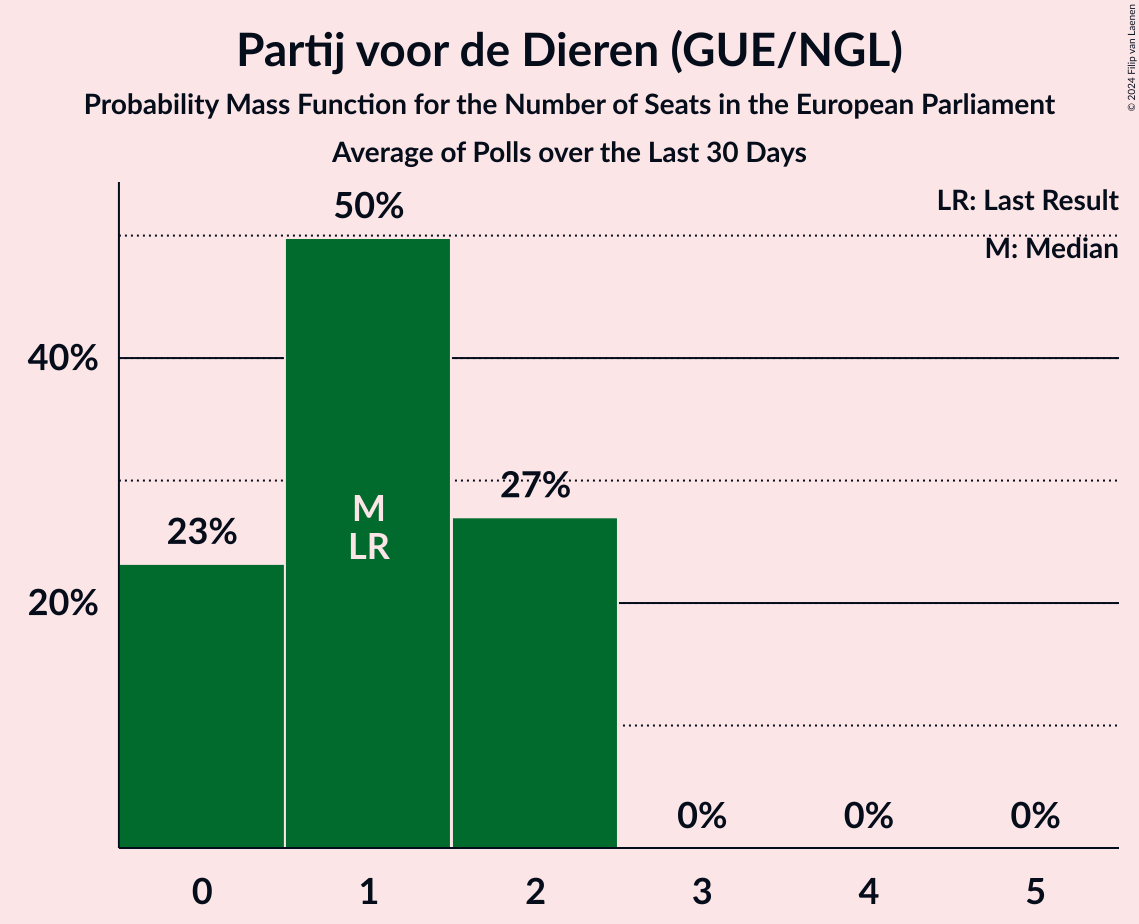 Partij voor de Dieren (GUE/NGL)
Probability Mass Function for the Number of Seats in the European Parliament
Average of Polls over the Last 30 Days
© 2024 Filip van Laenen
LR: Last Result
M: Median
50%
40%
27%
23%
M
LR
20%
0%
0%
0%
0
1
2
3
4
5